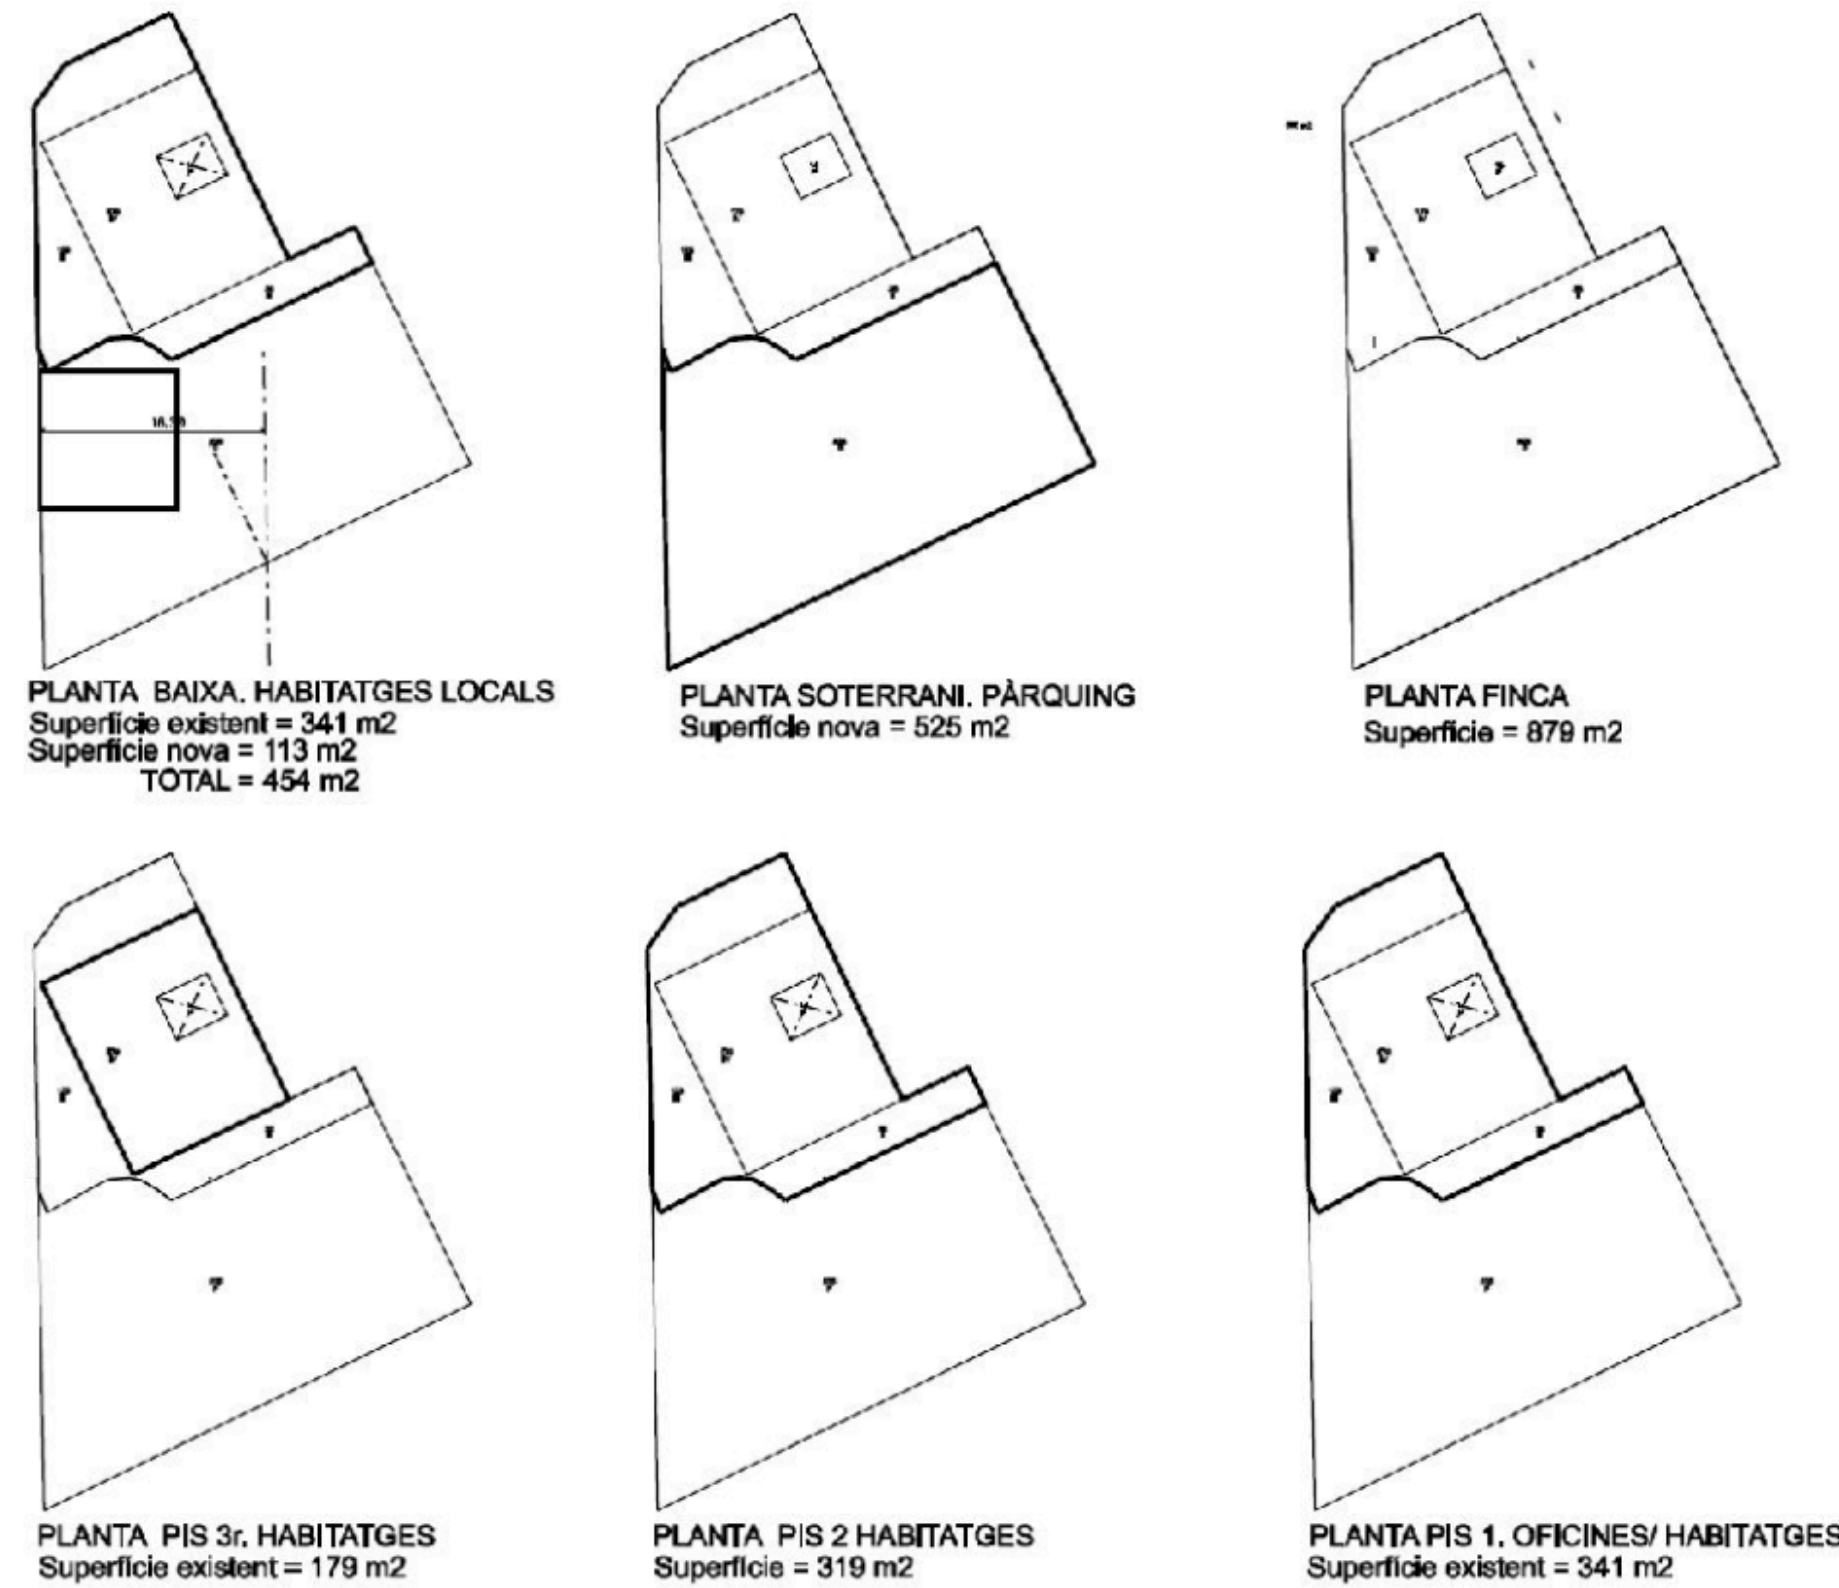 PLANTA BAIXA. HABITATGES LOCALS
Superfície existent = 341 m2
Superfície nova = 113 m2
TOTAL = 454 m2
PLANTA SOTERRANI. PÀRQUING
Superfície nova = 525 m2
PLANTA FINCA
Superfície = 879 m2
PLANTA PIS 3r. HABITATGES
Superfície existent = 179 m2
PLANTA PIS 2 HABITATGES
Superfície = 319 m2
PLANTA PIS 1. OFICINES/ HABITATGES
Superfície existent = 341 m2